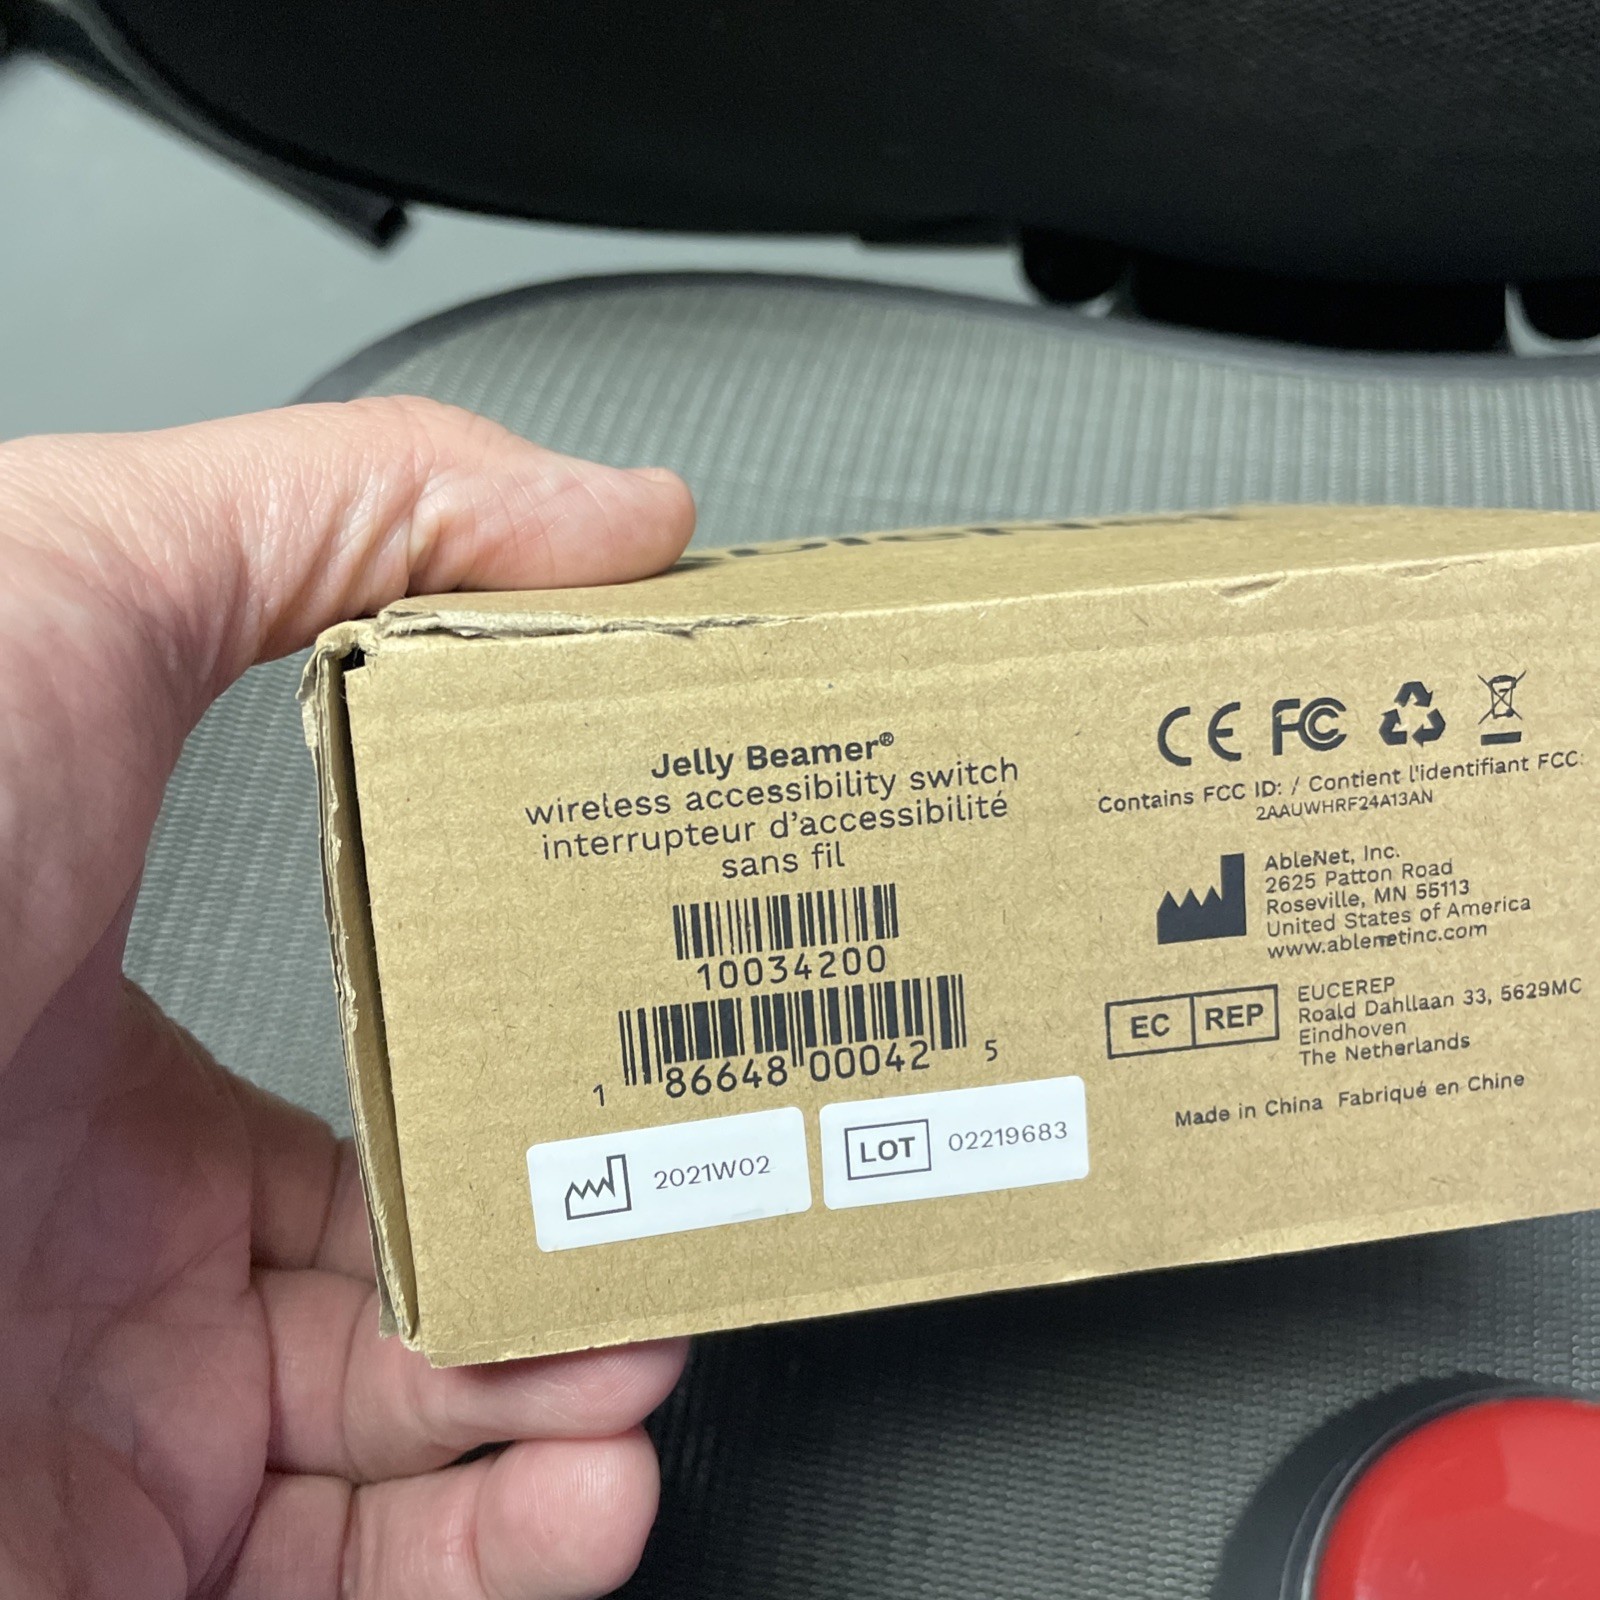 Jelly Beamer®
wireless accessibility switch
interrupteur d'accessibilité
sans fil
10034200
1 86648 00042 5
2021W02
LOT 02219683
CE FC
Contains FCC ID: / Contient l'identifiant FCC:
2AAUWHRF24A13AN
AbleNet, Inc.
2625 Patton Road
Roseville, MN 55113
United States of America
www.ablenetinc.com
EC REP
EUCEREP
Roald Dahllaan 33, 5629MC
Eindhoven
The Netherlands
Made in China Fabriqué en Chine